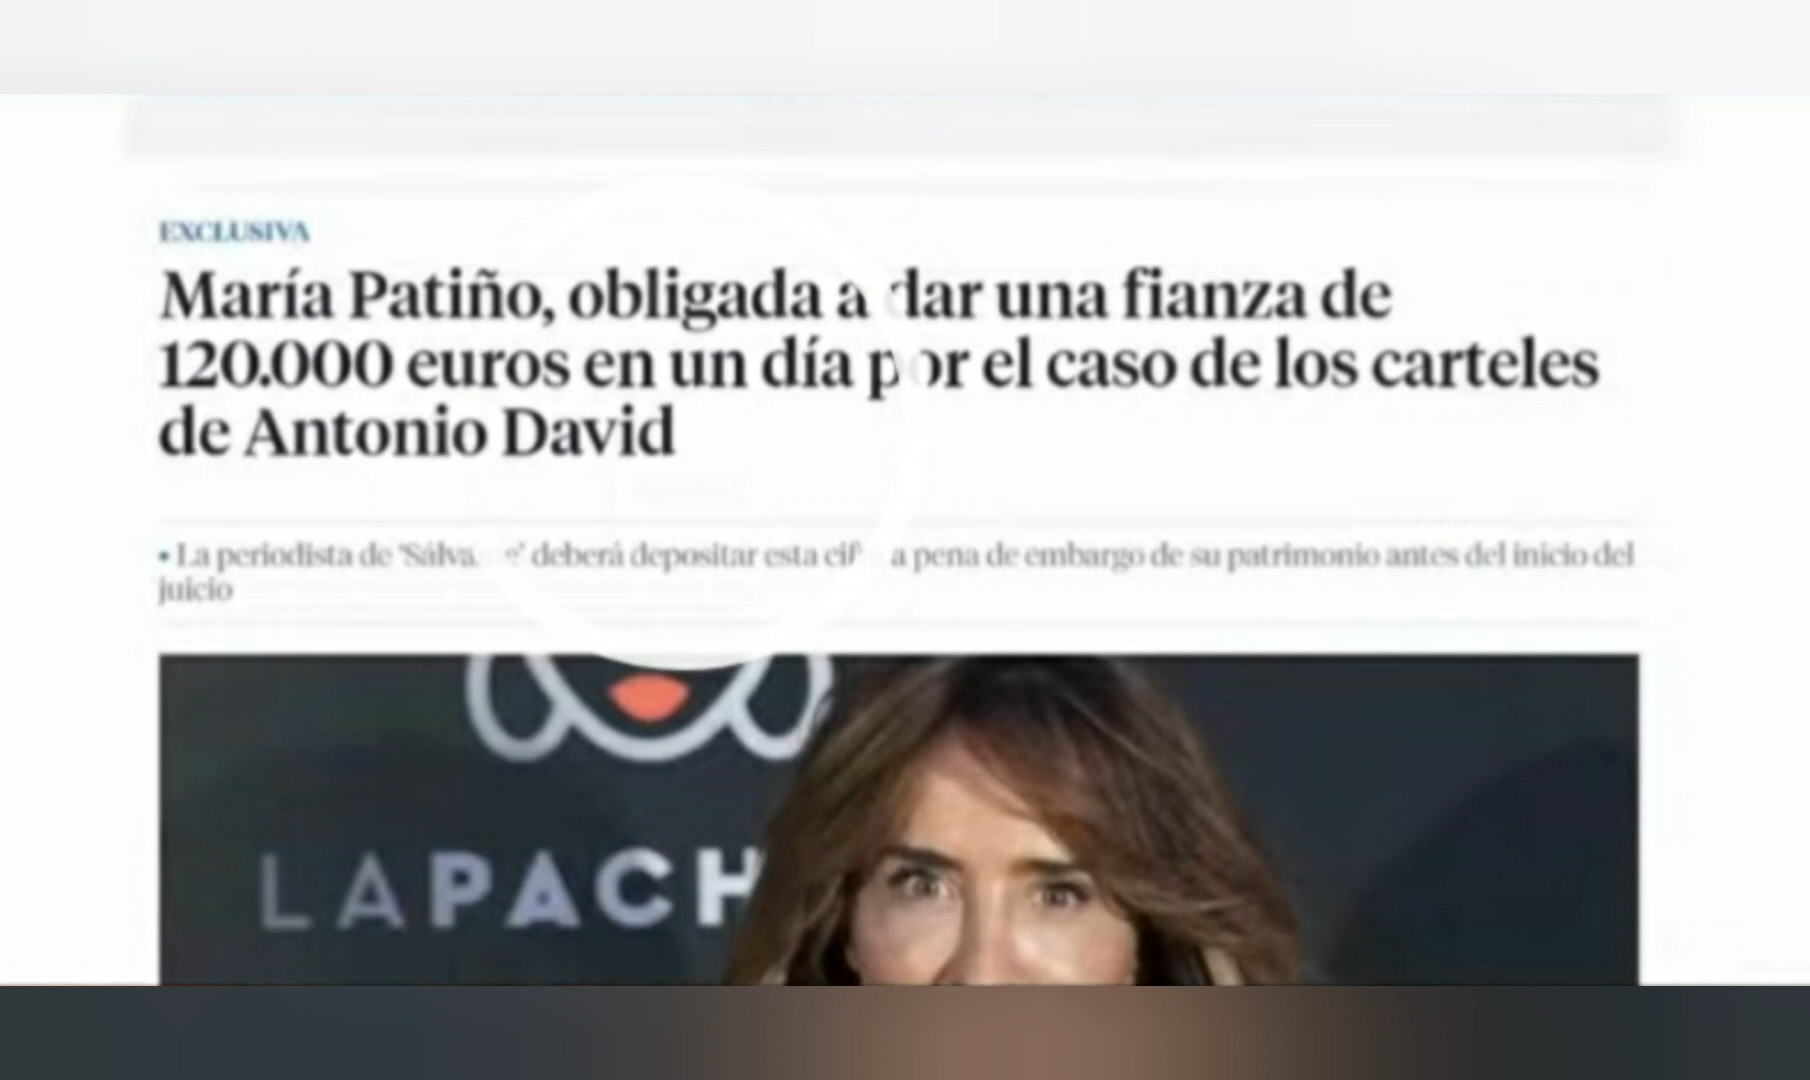 EXCLUSIVA
María Patiño, obligada a dar una fianza de
120.000 euros en un día por el caso de los carteles
de Antonio David
• La periodista de 'Sálva e' deberá depositar esta cif a pena de embargo de su patrimonio antes del inicio del
juicio
LAPACH